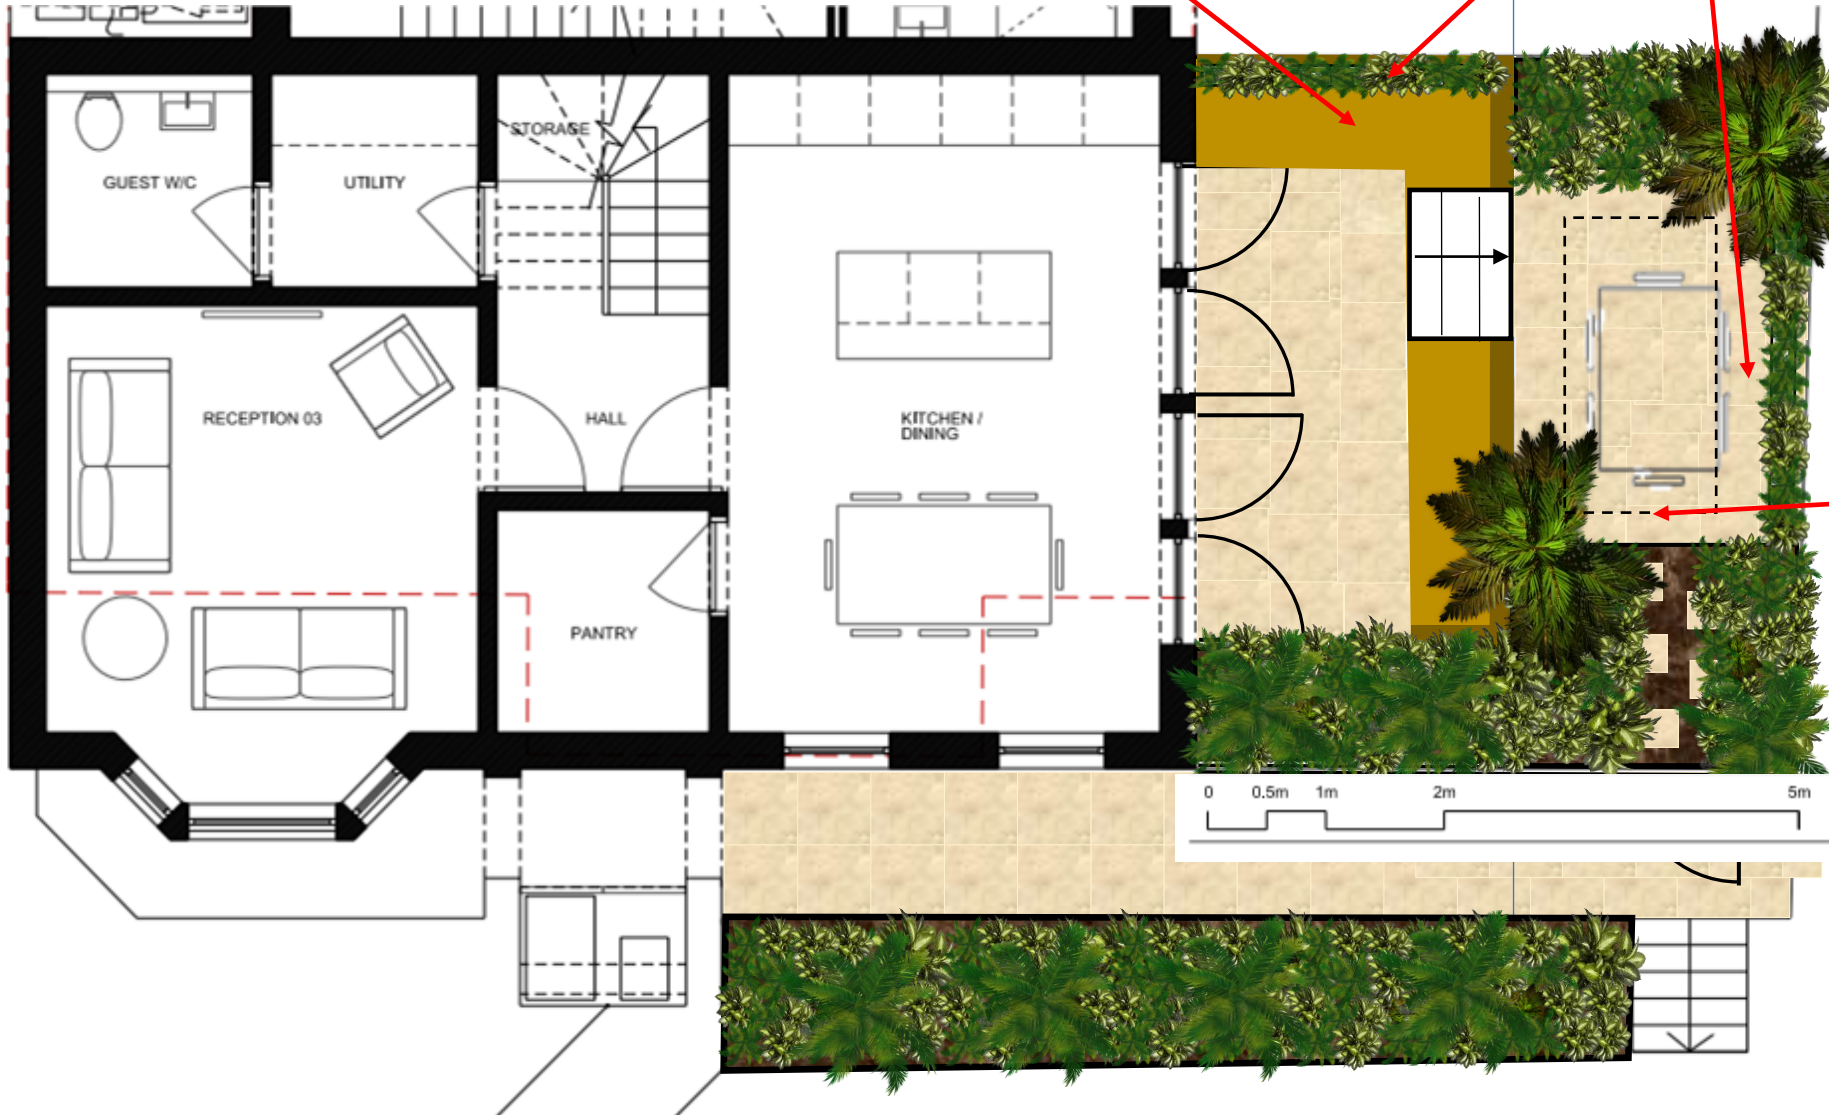 STORAGE
GUEST W/C
UTILITY
RECEPTION 03
HALL
KITCHEN /
DINING
PANTRY
0 0.5m 1m 2m 5m